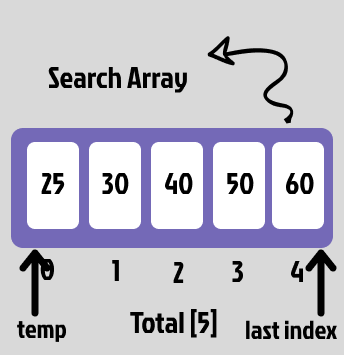 Search Array
25 30 40 50 60
0 1 2 3 4
Total [5]
temp last index